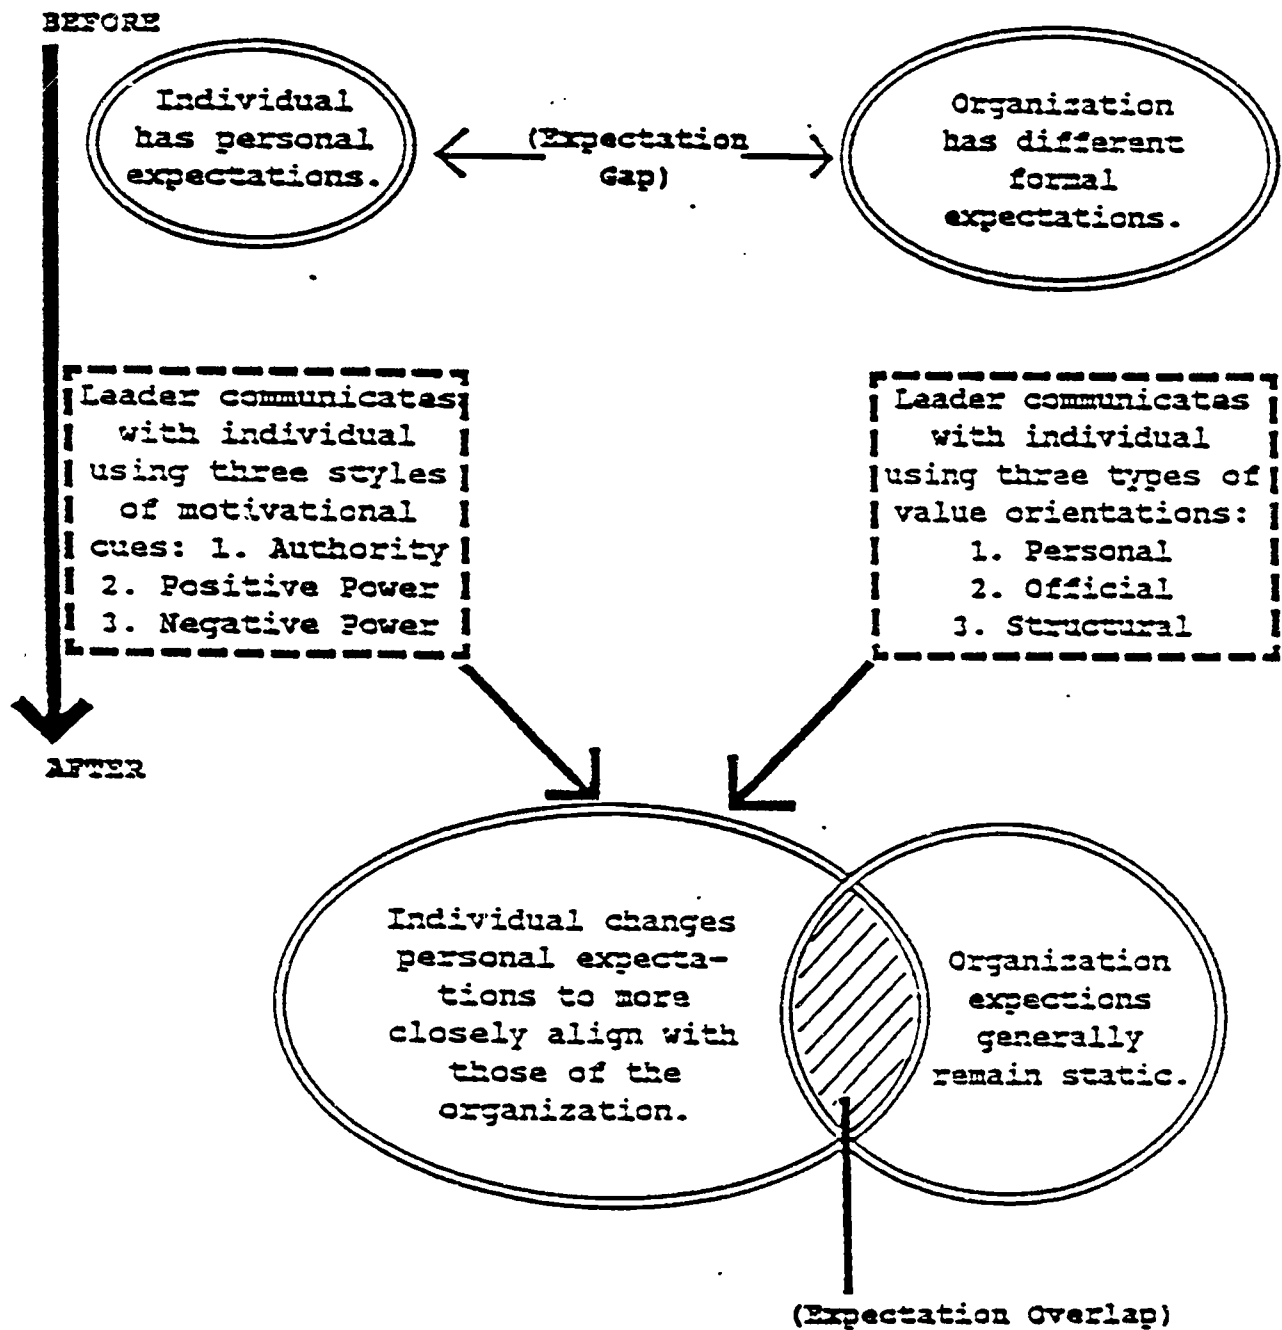 BEFORE
Individual
has personal
expectations.
(Expectation
Gap)
Organization
has different
formal
expectations.
Leader communicates
with individual
using three styles
of motivational
cues: 1. Authority
2. Positive Power
3. Negative Power
Leader communicates
with individual
using three types of
value orientations:
1. Personal
2. Official
3. Structural
AFTER
Individual changes
personal expecta-
tions to more
closely align with
those of the
organization.
Organization
expections
generally
remain static.
(Expectation Overlap)